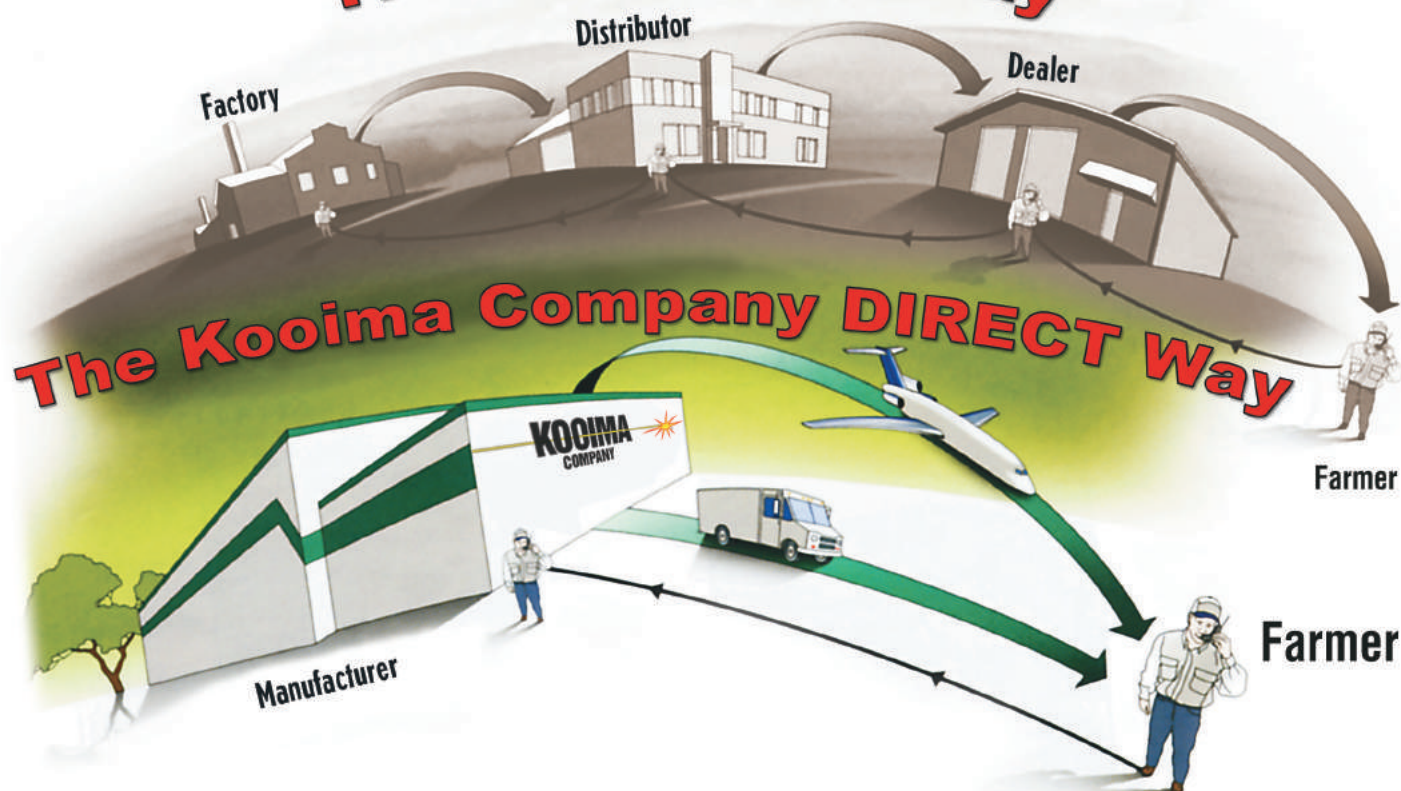 Distributor
Dealer
Factory
The Kooima Company DIRECT Way
KOOIMA
COMPANY
Farmer
Farmer
Manufacturer